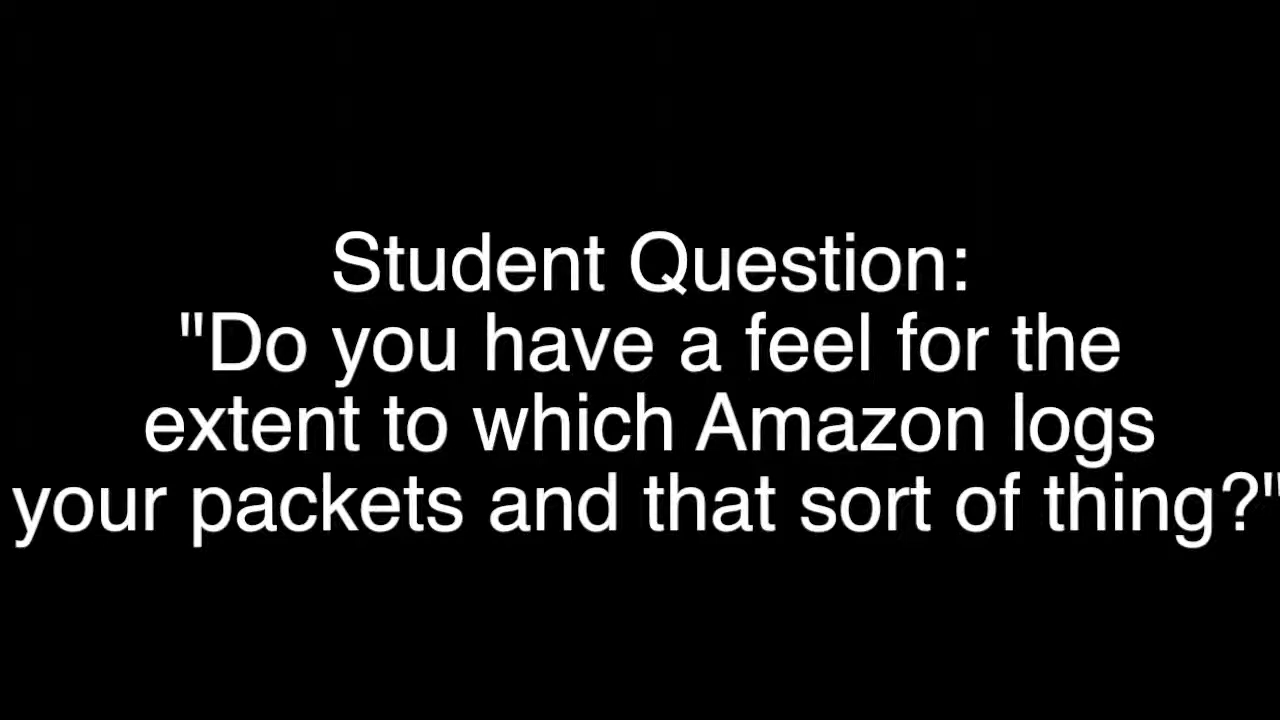 Student Question:
"Do you have a feel for the
extent to which Amazon logs
your packets and that sort of thing?"